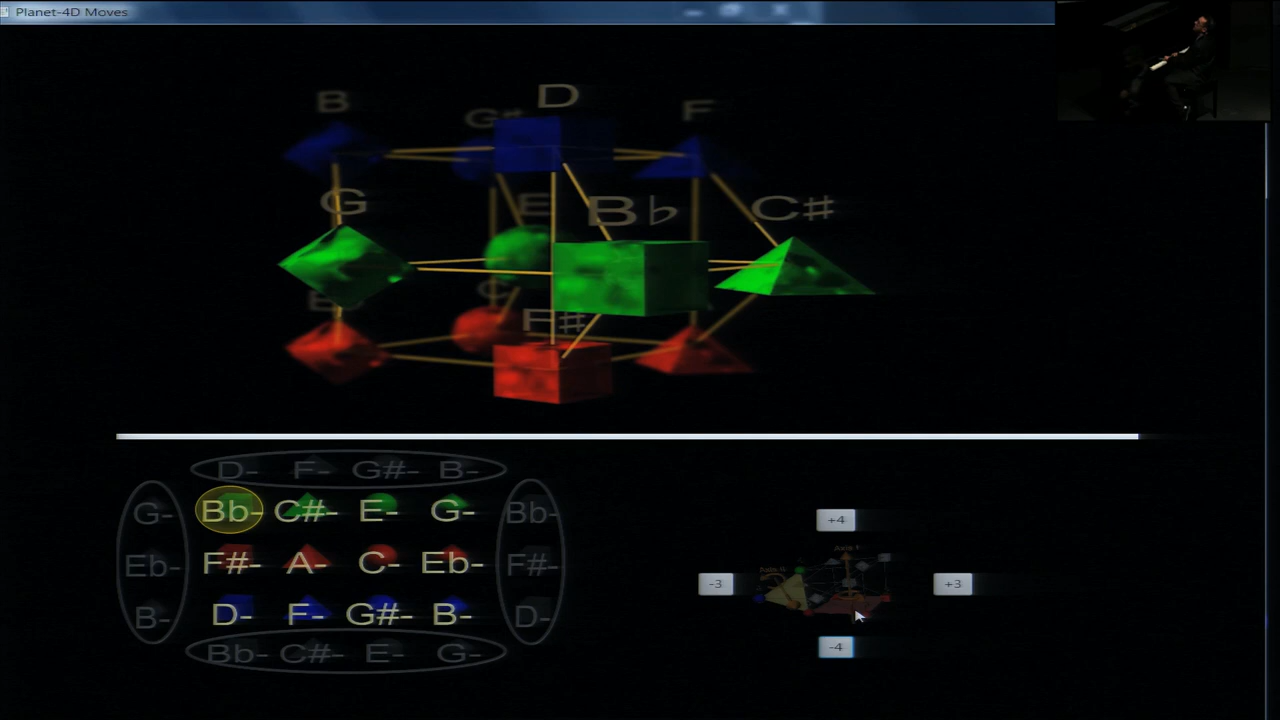 Planet-4D Moves
B G# D F
G E Bb C#
C
F#
D- F- G#- B-
G- Bb- C#- E- G- Bb-
Eb- F#- A- C- Eb- F#-
B- D- F- G#- B- D-
Bb- C#- E- G-
+4
-3 +3
-4